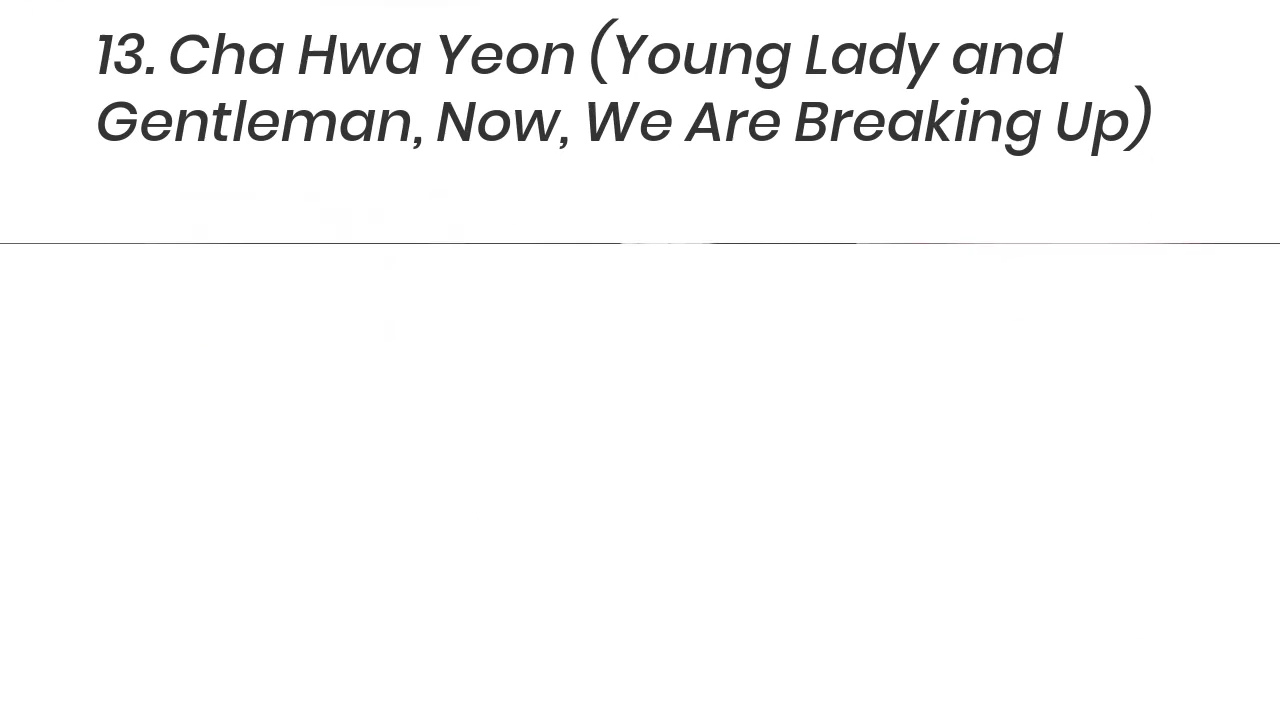 13. Cha Hwa Yeon (Young Lady and
Gentleman, Now, We Are Breaking Up)